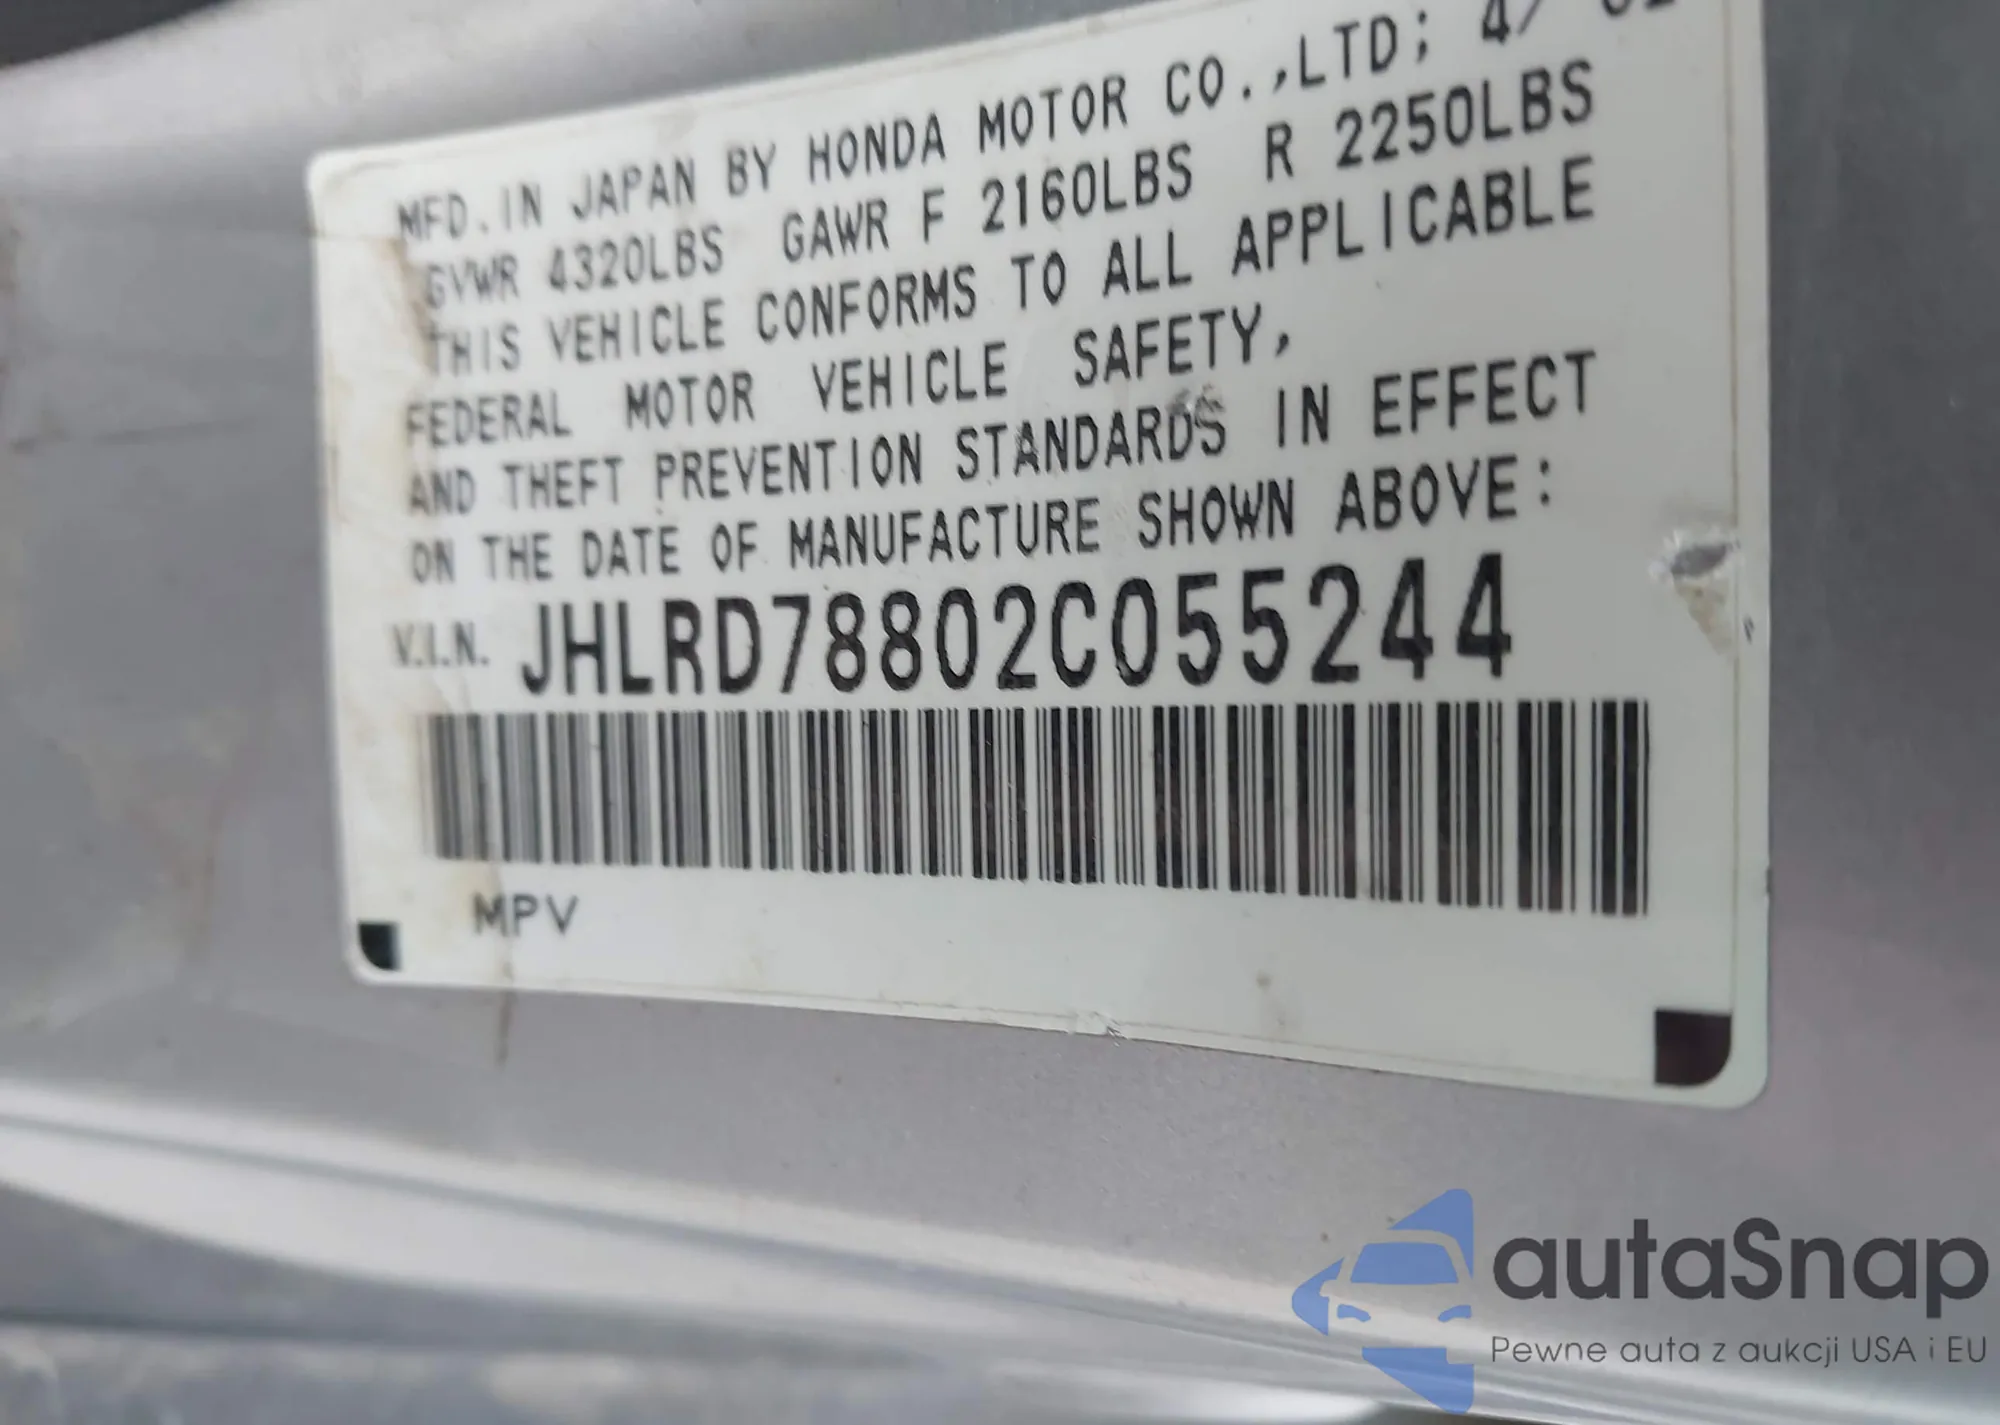 MFD. IN JAPAN BY HONDA MOTOR CO.,LTD; 4/ 02
GVWR 4320LBS GAWR F 2160LBS R 2250LBS
THIS VEHICLE CONFORMS TO ALL APPLICABLE
FEDERAL MOTOR VEHICLE SAFETY,
AND THEFT PREVENTION STANDARDS IN EFFECT
ON THE DATE OF MANUFACTURE SHOWN ABOVE:
V.I.N. JHLRD78802C055244
MPV
autaSnap
Pewne auta z aukcji USA i EU